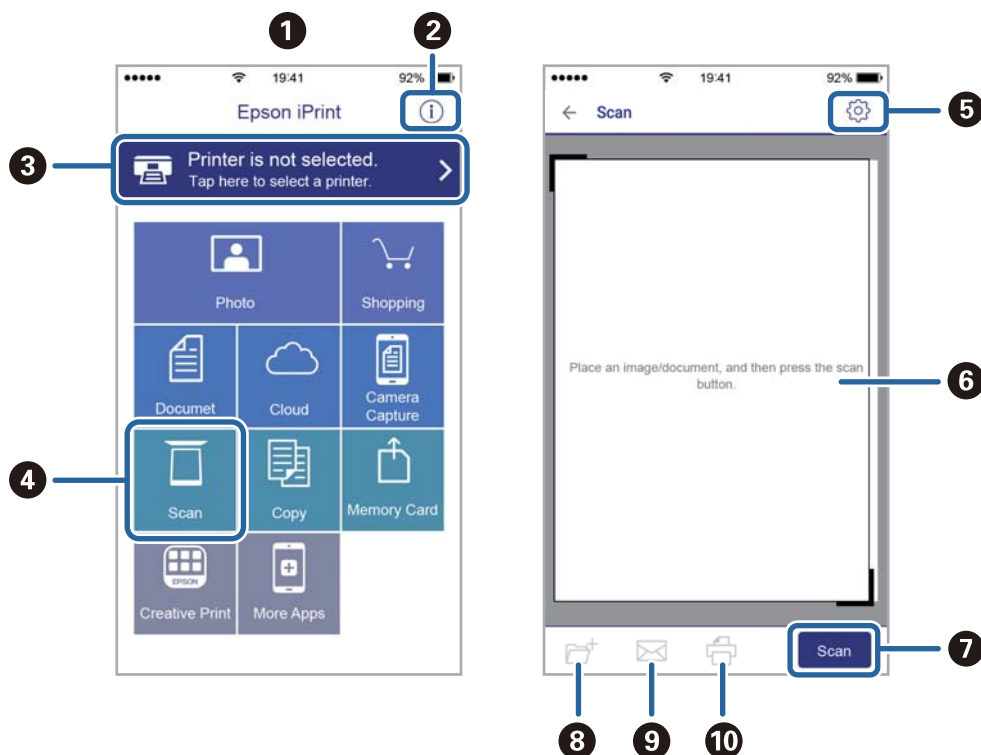 1 2
19:41 92%
Epson iPrint
3
Printer is not selected.
Tap here to select a printer.
Photo Shopping
Documet Cloud Camera
Capture
4
Scan Copy Memory Card
EPSON
Creative Print More Apps
19:41 92%
Scan
5
Place an image/document, and then press the scan
button.
6
Scan
7
8 9 10